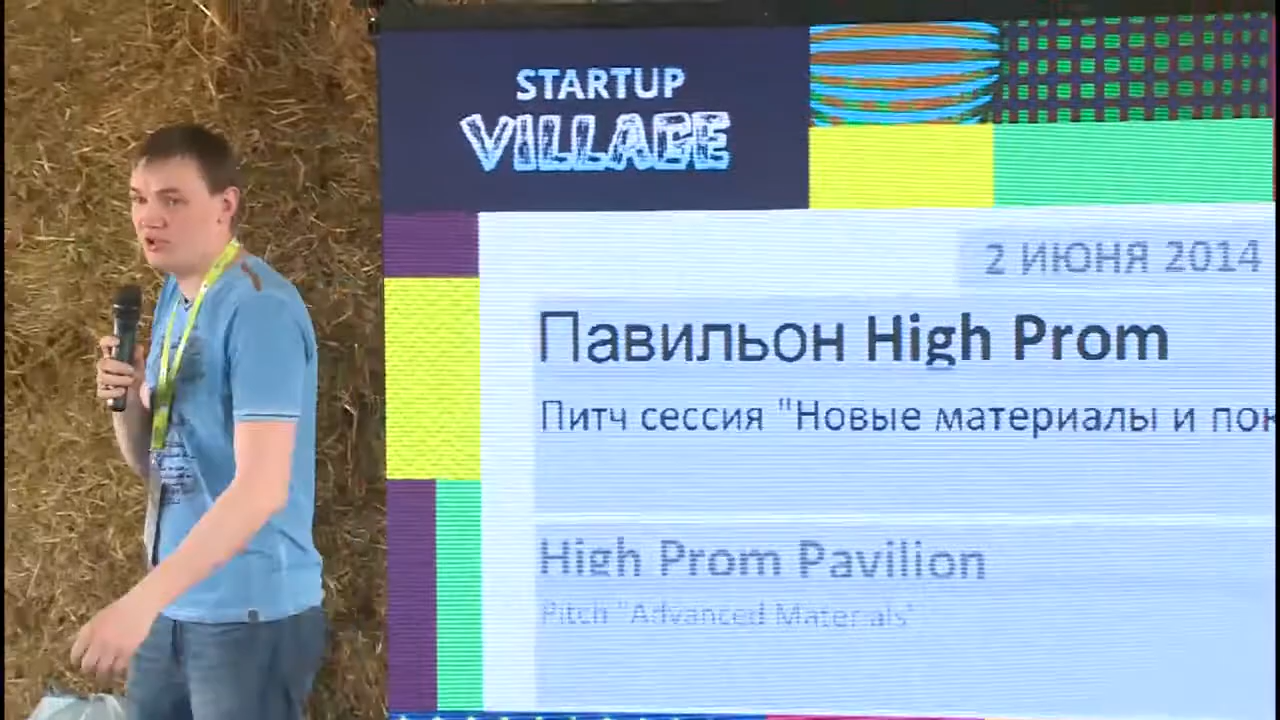 STARTUP
VILLAGE
2 ИЮНЯ 2014
Павильон High Prom
Питч сессия "Новые материалы и
High Prom Pavilion
Pitch "Advanced Materials"